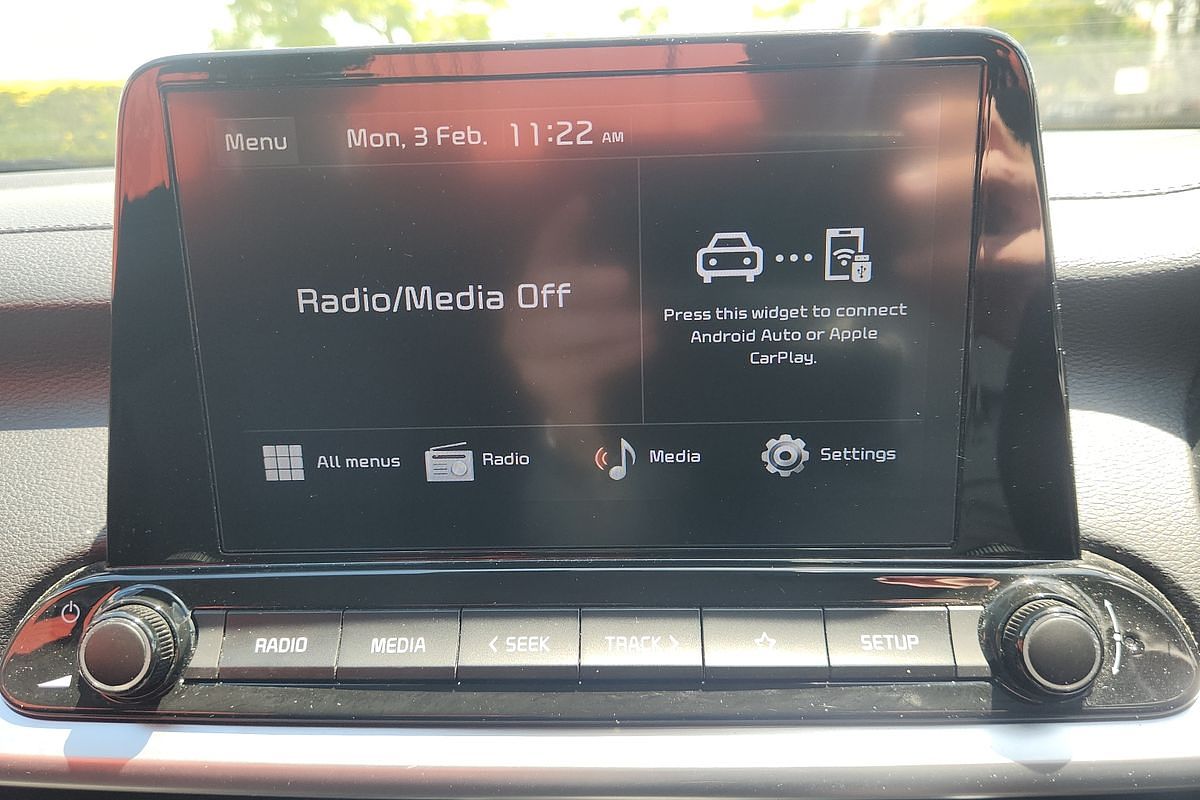 Menu
Mon, 3 Feb. 11:22 AM
Radio/Media Off
Press this widget to connect
Android Auto or Apple
CarPlay.
All menus
Radio
Media
Settings
RADIO
MEDIA
< SEEK
TRACK >
SETUP